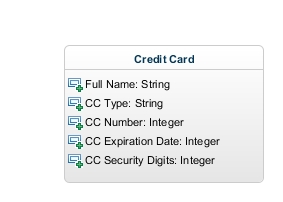 Credit Card
Full Name: String
CC Type: String
CC Number: Integer
CC Expiration Date: Integer
CC Security Digits: Integer